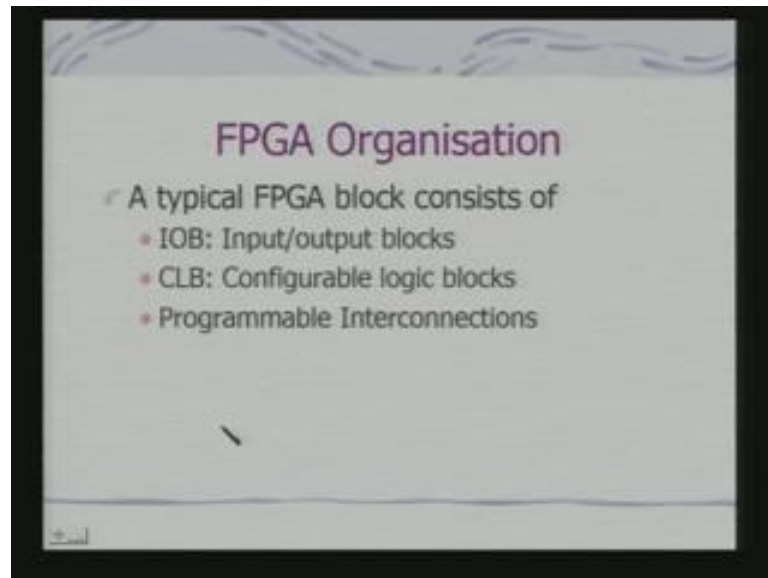 FPGA Organisation
A typical FPGA block consists of
IOB: Input/output blocks
CLB: Configurable logic blocks
Programmable Interconnections